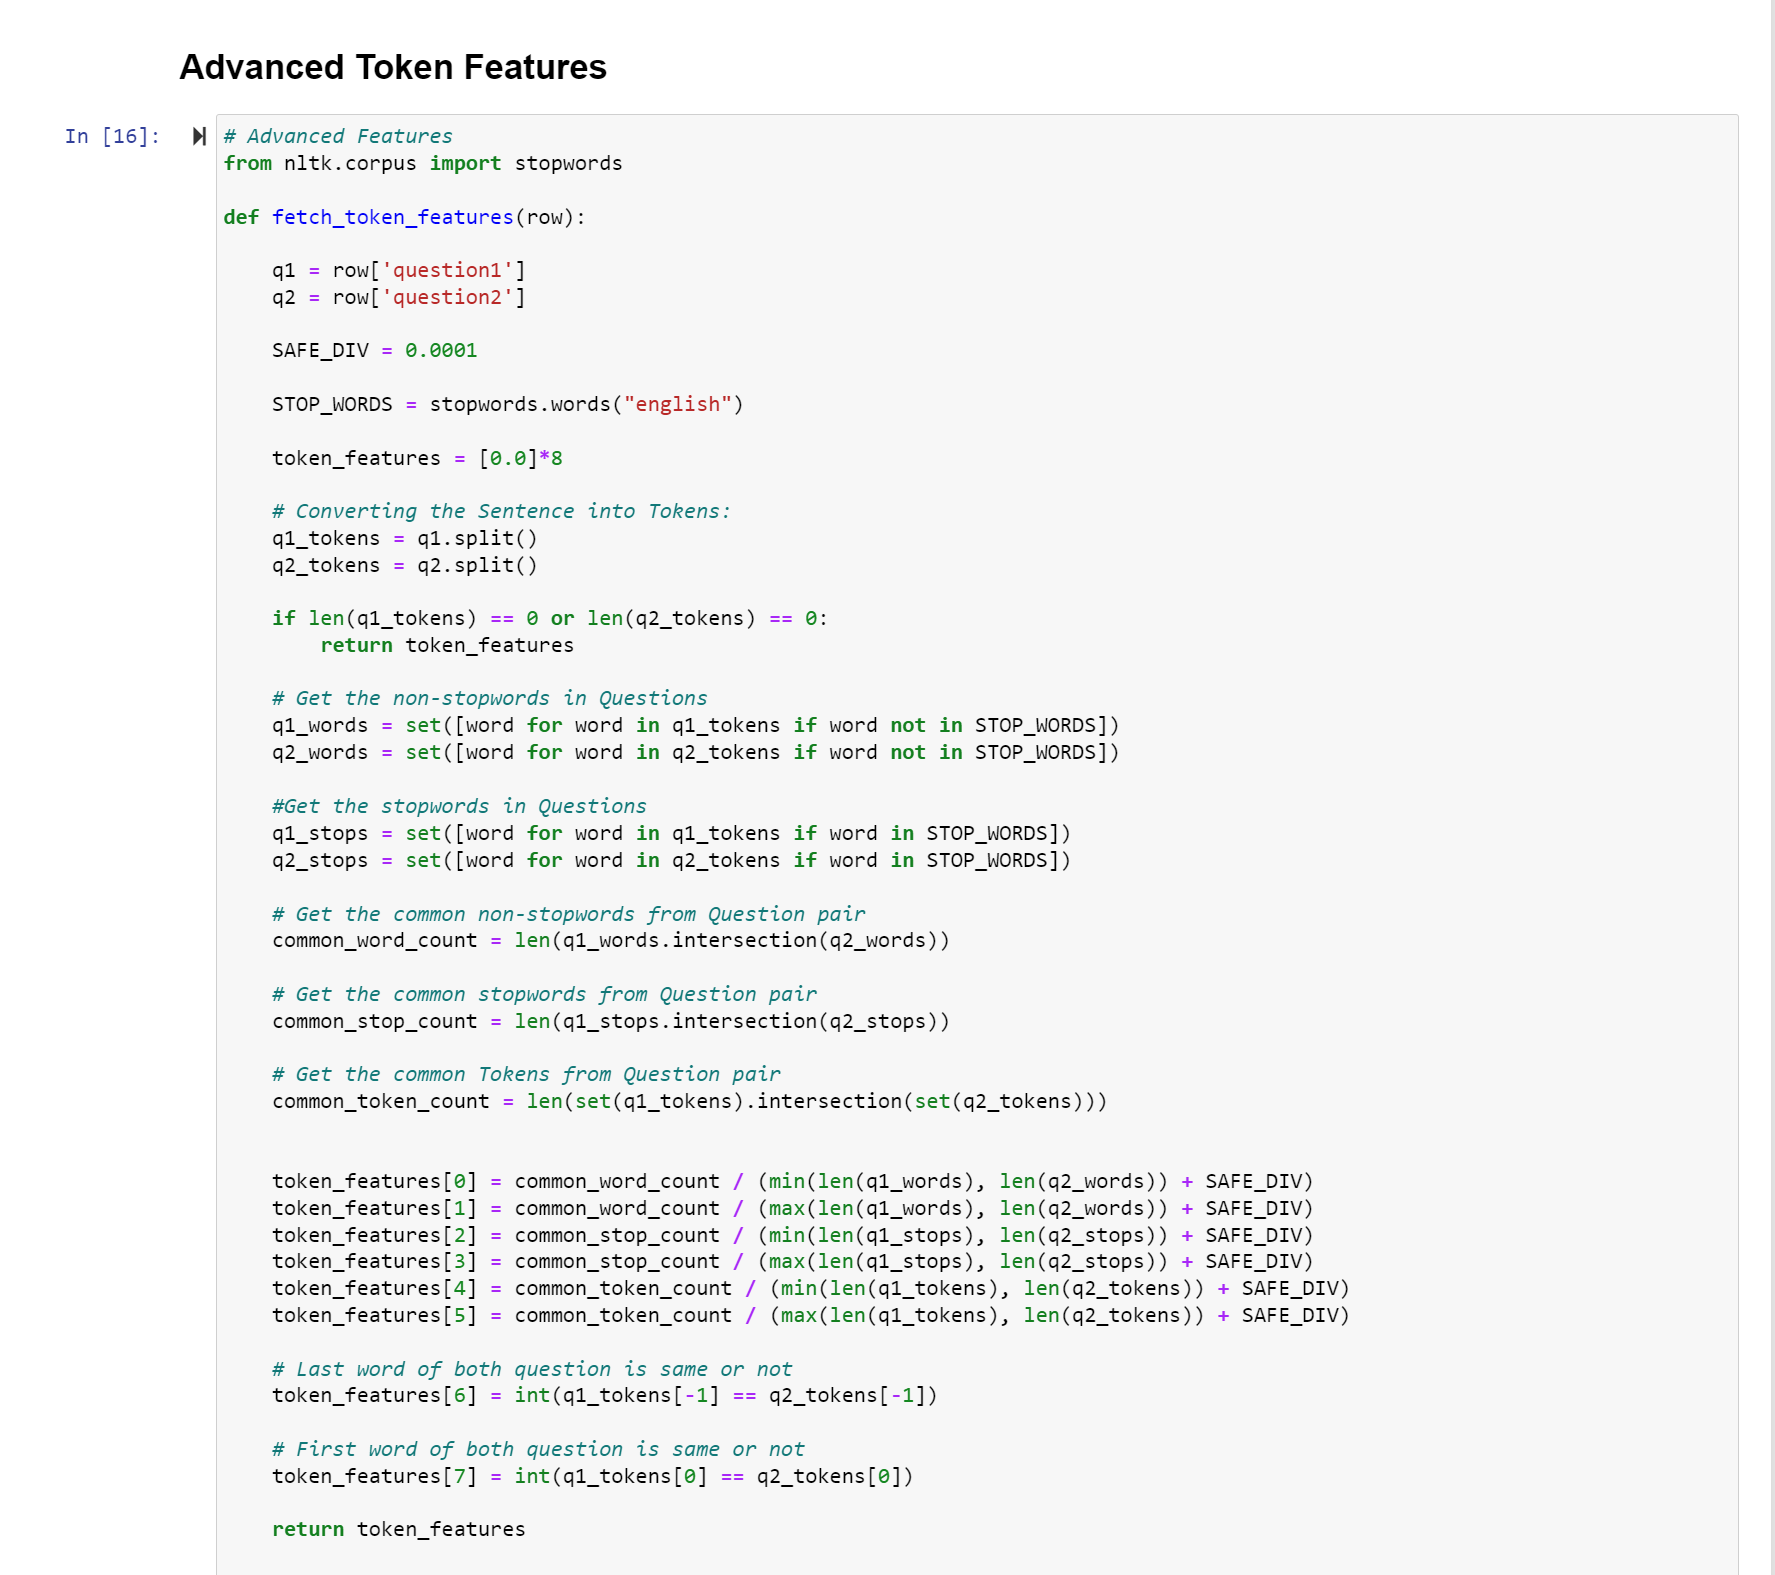 Advanced Token Features
In [16]:
# Advanced Features
from nltk.corpus import stopwords

def fetch_token_features(row):

    q1 = row['question1']
    q2 = row['question2']

    SAFE_DIV = 0.0001

    STOP_WORDS = stopwords.words("english")

    token_features = [0.0]*8

    # Converting the Sentence into Tokens:
    q1_tokens = q1.split()
    q2_tokens = q2.split()

    if len(q1_tokens) == 0 or len(q2_tokens) == 0:
        return token_features

    # Get the non-stopwords in Questions
    q1_words = set([word for word in q1_tokens if word not in STOP_WORDS])
    q2_words = set([word for word in q2_tokens if word not in STOP_WORDS])

    #Get the stopwords in Questions
    q1_stops = set([word for word in q1_tokens if word in STOP_WORDS])
    q2_stops = set([word for word in q2_tokens if word in STOP_WORDS])

    # Get the common non-stopwords from Question pair
    common_word_count = len(q1_words.intersection(q2_words))

    # Get the common stopwords from Question pair
    common_stop_count = len(q1_stops.intersection(q2_stops))

    # Get the common Tokens from Question pair
    common_token_count = len(set(q1_tokens).intersection(set(q2_tokens)))


    token_features[0] = common_word_count / (min(len(q1_words), len(q2_words)) + SAFE_DIV)
    token_features[1] = common_word_count / (max(len(q1_words), len(q2_words)) + SAFE_DIV)
    token_features[2] = common_stop_count / (min(len(q1_stops), len(q2_stops)) + SAFE_DIV)
    token_features[3] = common_stop_count / (max(len(q1_stops), len(q2_stops)) + SAFE_DIV)
    token_features[4] = common_token_count / (min(len(q1_tokens), len(q2_tokens)) + SAFE_DIV)
    token_features[5] = common_token_count / (max(len(q1_tokens), len(q2_tokens)) + SAFE_DIV)

    # Last word of both question is same or not
    token_features[6] = int(q1_tokens[-1] == q2_tokens[-1])

    # First word of both question is same or not
    token_features[7] = int(q1_tokens[0] == q2_tokens[0])

    return token_features